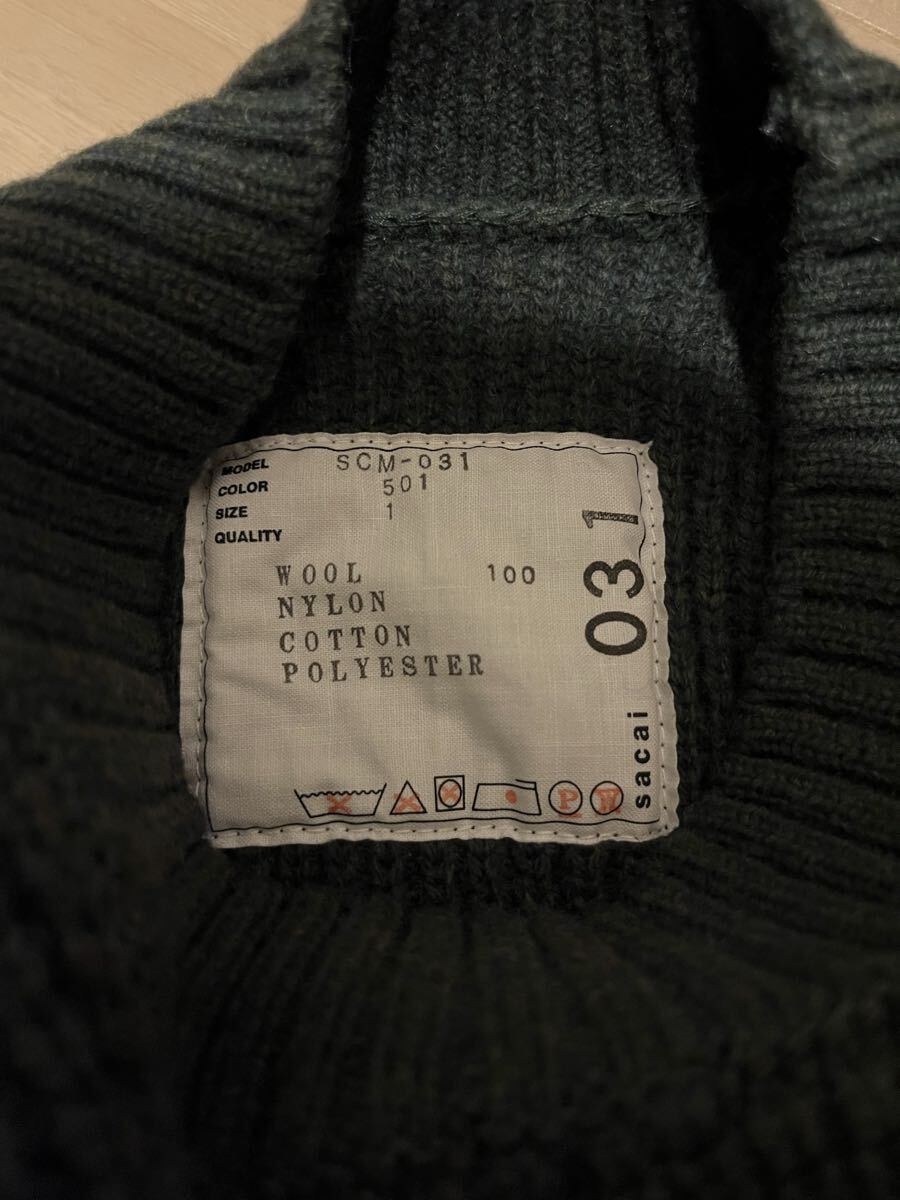 MODEL SCM-031
COLOR 501
SIZE 1
QUALITY
WOOL 100
NYLON
COTTON
POLYESTER
P W
031
sacai